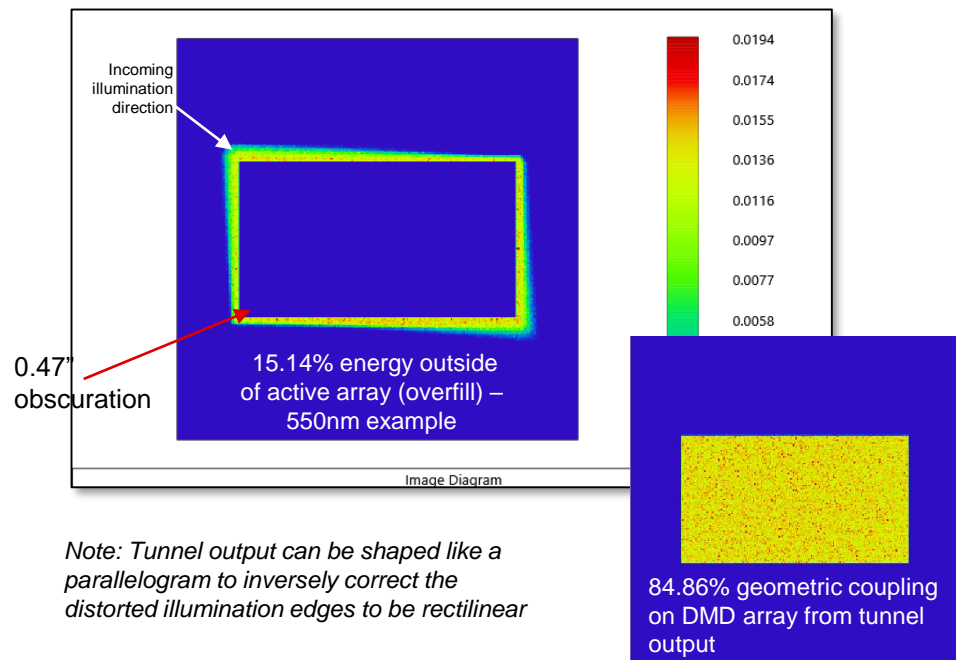 Incoming
illumination
direction
0.0194
0.0174
0.0155
0.0136
0.0116
0.0097
0.0077
0.0058
0.47”
obscuration
15.14% energy outside
of active array (overfill) –
550nm example
Image Diagram
Note: Tunnel output can be shaped like a
parallelogram to inversely correct the
distorted illumination edges to be rectilinear
84.86% geometric coupling
on DMD array from tunnel
output